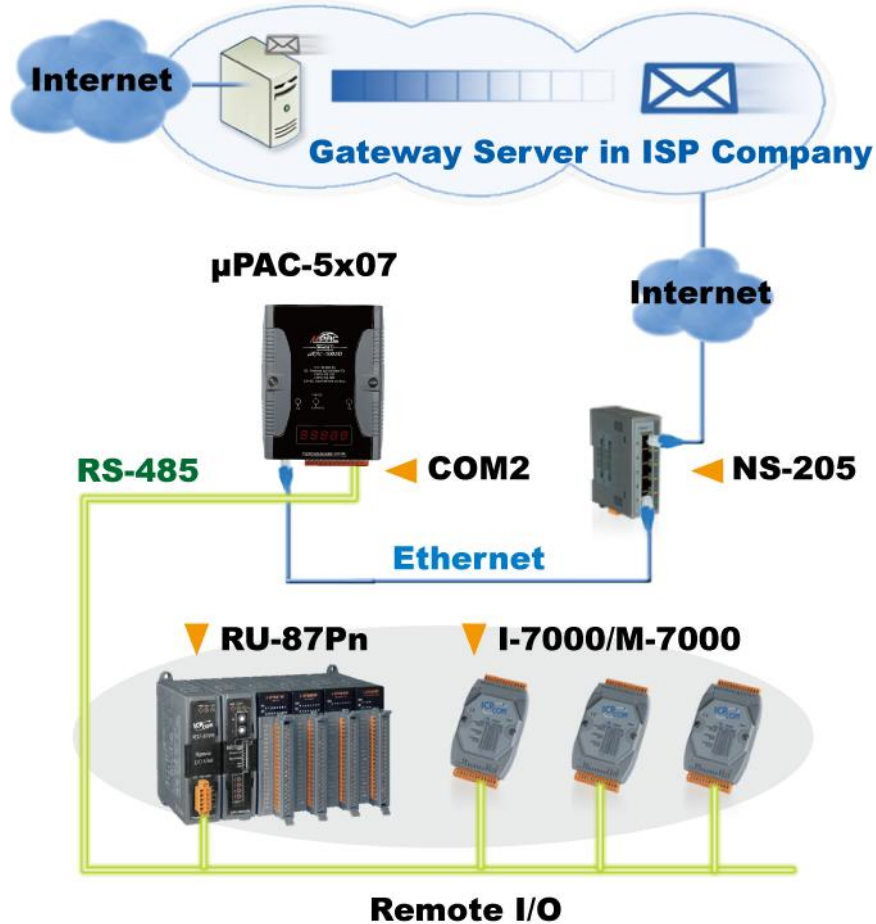 Internet
Gateway Server in ISP Company
µPAC-5x07
Internet
RS-485
COM2
NS-205
Ethernet
RU-87Pn
I-7000/M-7000
Remote I/O